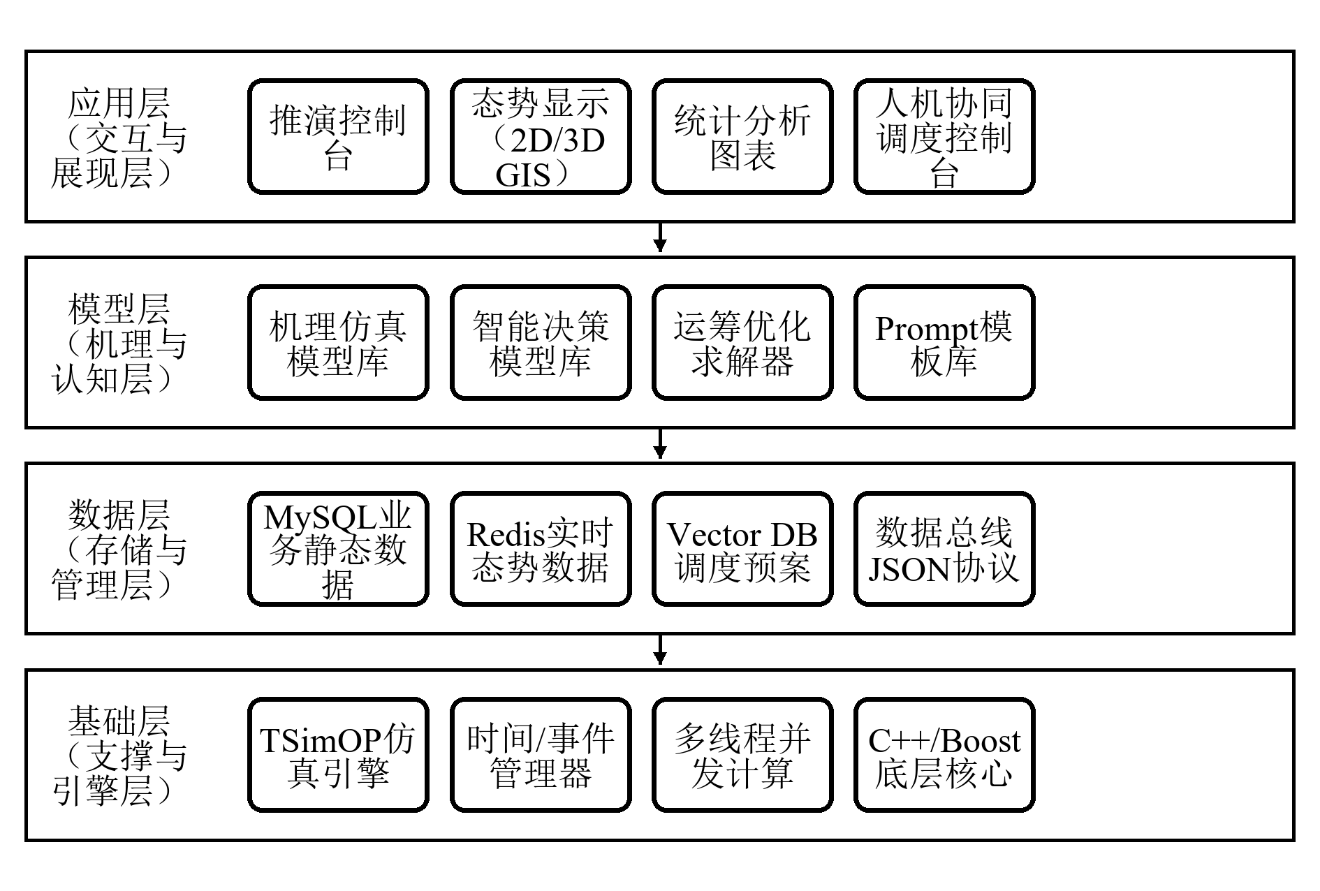 应用层
（交互与
展现层）
推演控制
台
态势显示
（2D/3D
GIS）
统计分析
图表
人机协同
调度控制
台
模型层
（机理与
认知层）
机理仿真
模型库
智能决策
模型库
运筹优化
求解器
Prompt模
板库
数据层
（存储与
管理层）
MySQL业
务静态数
据
Redis实时
态势数据
Vector DB
调度预案
数据总线
JSON协议
基础层
（支撑与
引擎层）
TSimOP仿
真引擎
时间/事件
管理器
多线程并
发计算
C++/Boost
底层核心